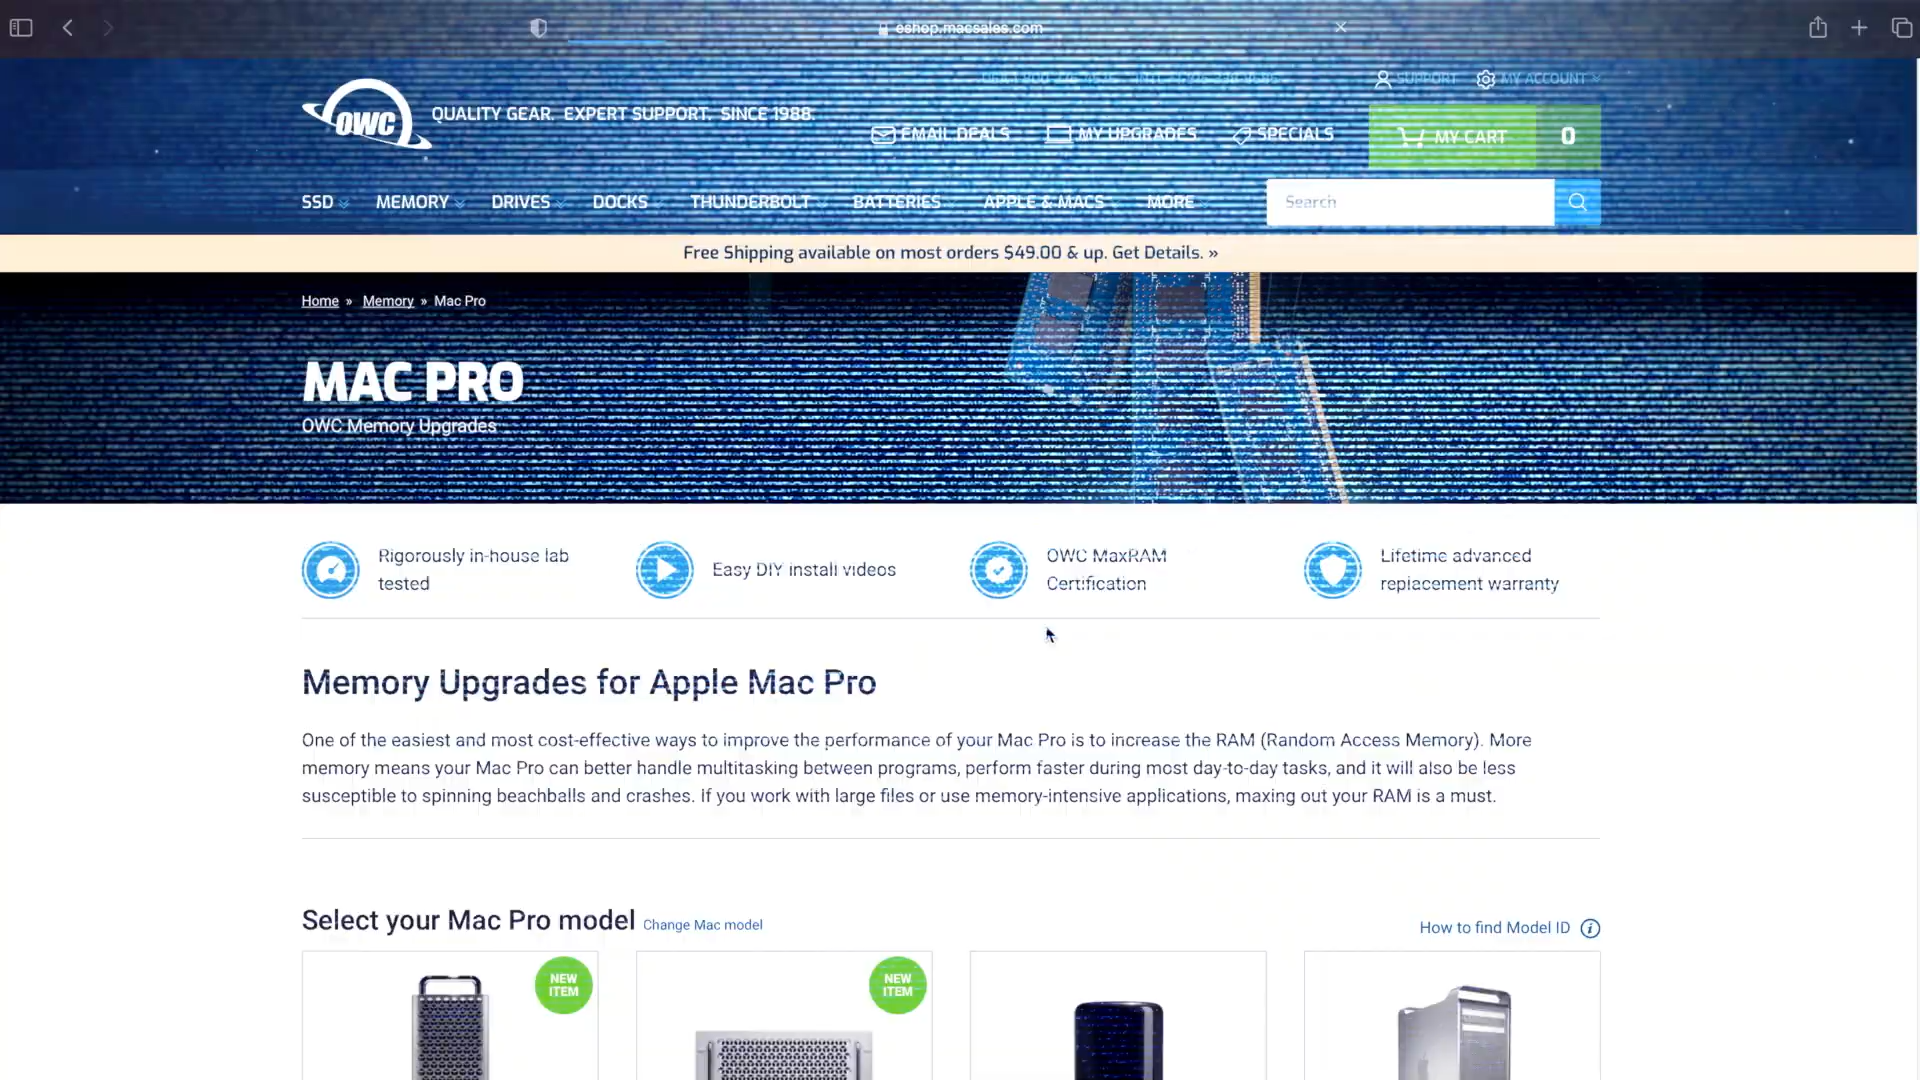 eshop.macsales.com
SUPPORT
MY ACCOUNT
OWC
QUALITY GEAR. EXPERT SUPPORT. SINCE 1988.
EMAIL DEALS
MY UPGRADES
SPECIALS
MY CART
0
SSD
MEMORY
DRIVES
DOCKS
THUNDERBOLT
BATTERIES
APPLE & MACS
MORE
Search
Free Shipping available on most orders $49.00 & up. Get Details. »
Home » Memory » Mac Pro
MAC PRO
OWC Memory Upgrades
Rigorously in-house lab
tested
Easy DIY install videos
OWC MaxRAM
Certification
Lifetime advanced
replacement warranty
Memory Upgrades for Apple Mac Pro
One of the easiest and most cost-effective ways to improve the performance of your Mac Pro is to increase the RAM (Random Access Memory). More
memory means your Mac Pro can better handle multitasking between programs, perform faster during most day-to-day tasks, and it will also be less
susceptible to spinning beachballs and crashes. If you work with large files or use memory-intensive applications, maxing out your RAM is a must.
Select your Mac Pro model
Change Mac model
How to find Model ID
NEW
ITEM
NEW
ITEM